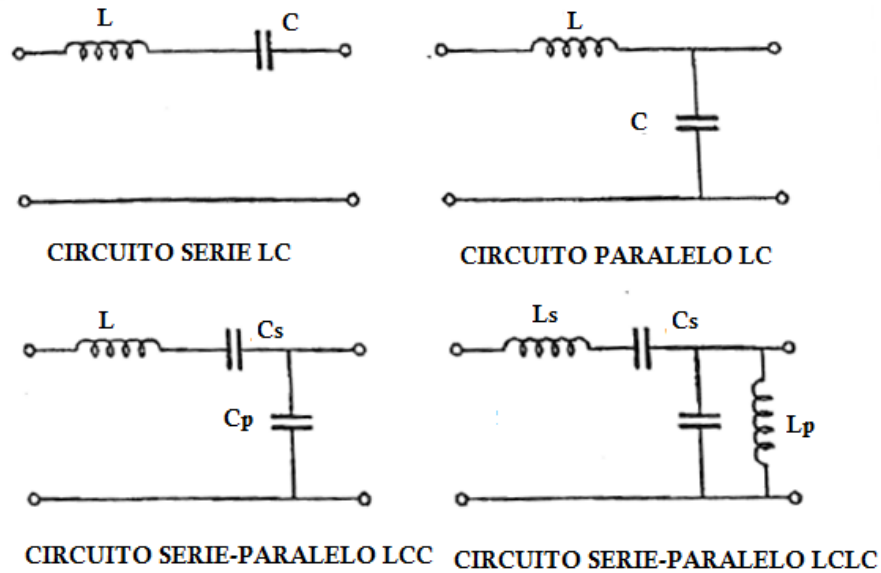 L C
L
C
CIRCUITO SERIE LC
CIRCUITO PARALELO LC
L Cs
Cp
Ls Cs
Lp
CIRCUITO SERIE-PARALELO LCC
CIRCUITO SERIE-PARALELO LCLC